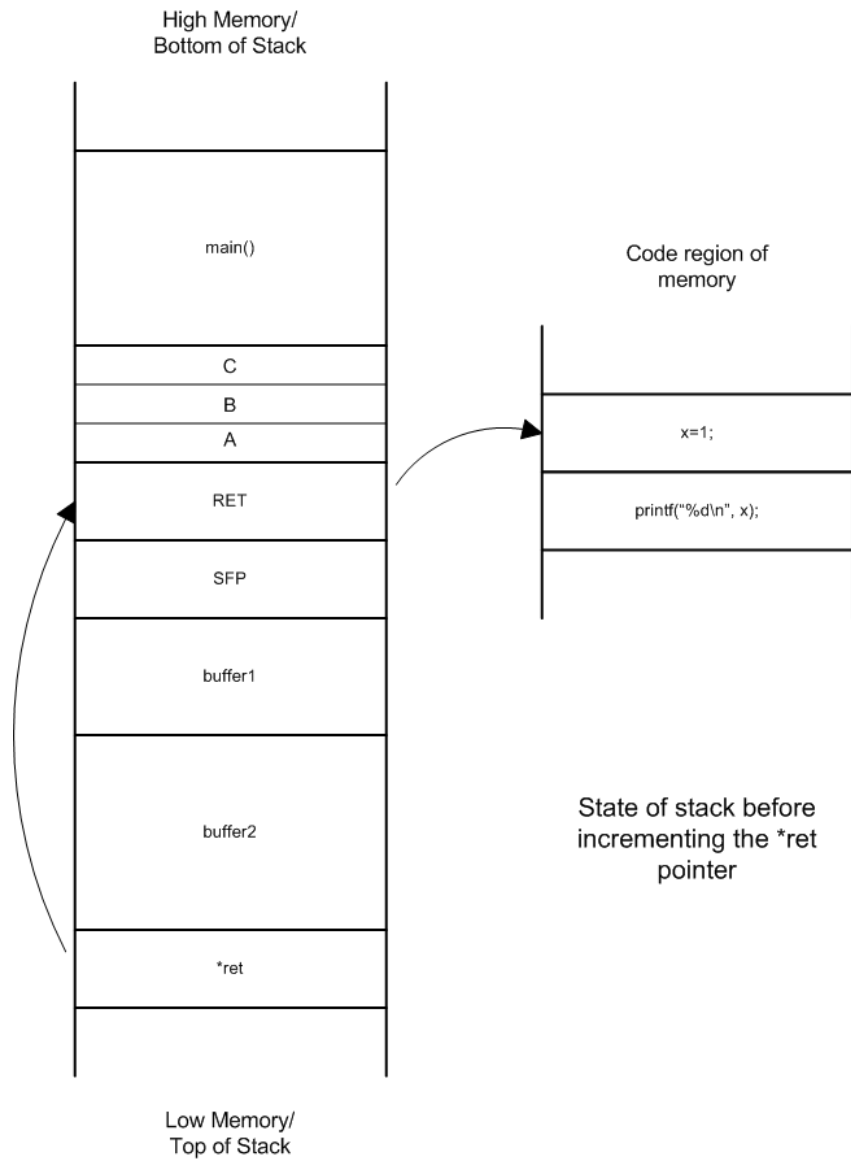 High Memory/
Bottom of Stack
main()
C
B
A
RET
SFP
buffer1
buffer2
*ret
Low Memory/
Top of Stack
Code region of
memory
x=1;
printf(“%d\n”, x);
State of stack before
incrementing the *ret
pointer